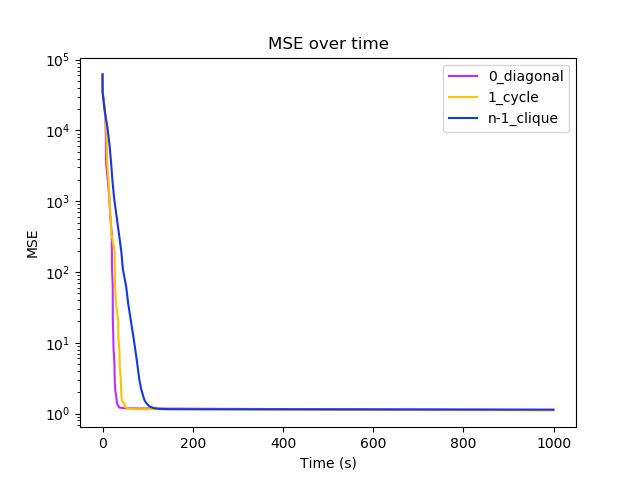 MSE over time
MSE
10^5
10^4
10^3
10^2
10^1
10^0
0_diagonal
1_cycle
n-1_clique
0 200 400 600 800 1000
Time (s)